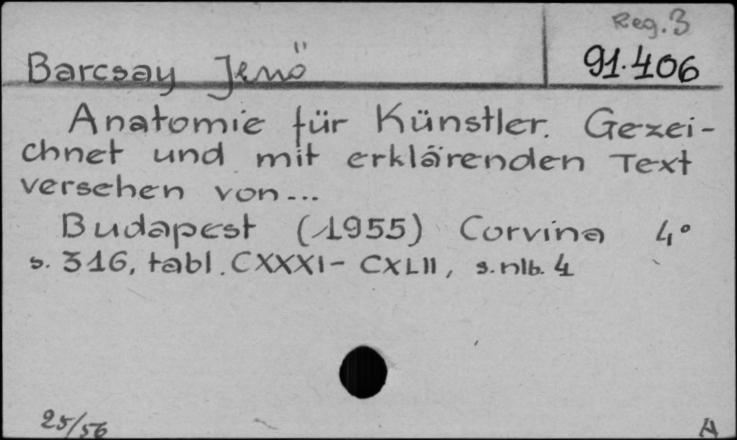 Reg. 3
Barcsay Jenő 91.406
Anatomie für Künstler. Gezei-
chnet und mit erklärenden Text
versehen von...
Budapest (1955) Corvina 4°
s. 316, tabl. CXXXI- CXLII, s.nlb. 4
25/56 A